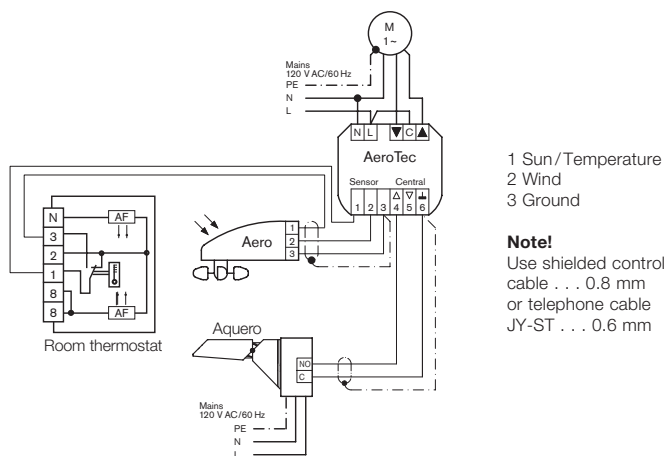 M
1~
Mains
120 V AC/60 Hz
PE
N
L
N L ▼ C ▲
AeroTec
Sensor Central
△ ▽
1 2 3 4 5 6
1 Sun/Temperature
2 Wind
3 Ground
Note!
Use shielded control
cable . . . 0.8 mm
or telephone cable
JY-ST . . . 0.6 mm
N
3
2
1
8
8
AF
AF
Room thermostat
Aero
1
2
3
Aquero
NO
C
Mains
120 V AC/60 Hz
PE
N
L